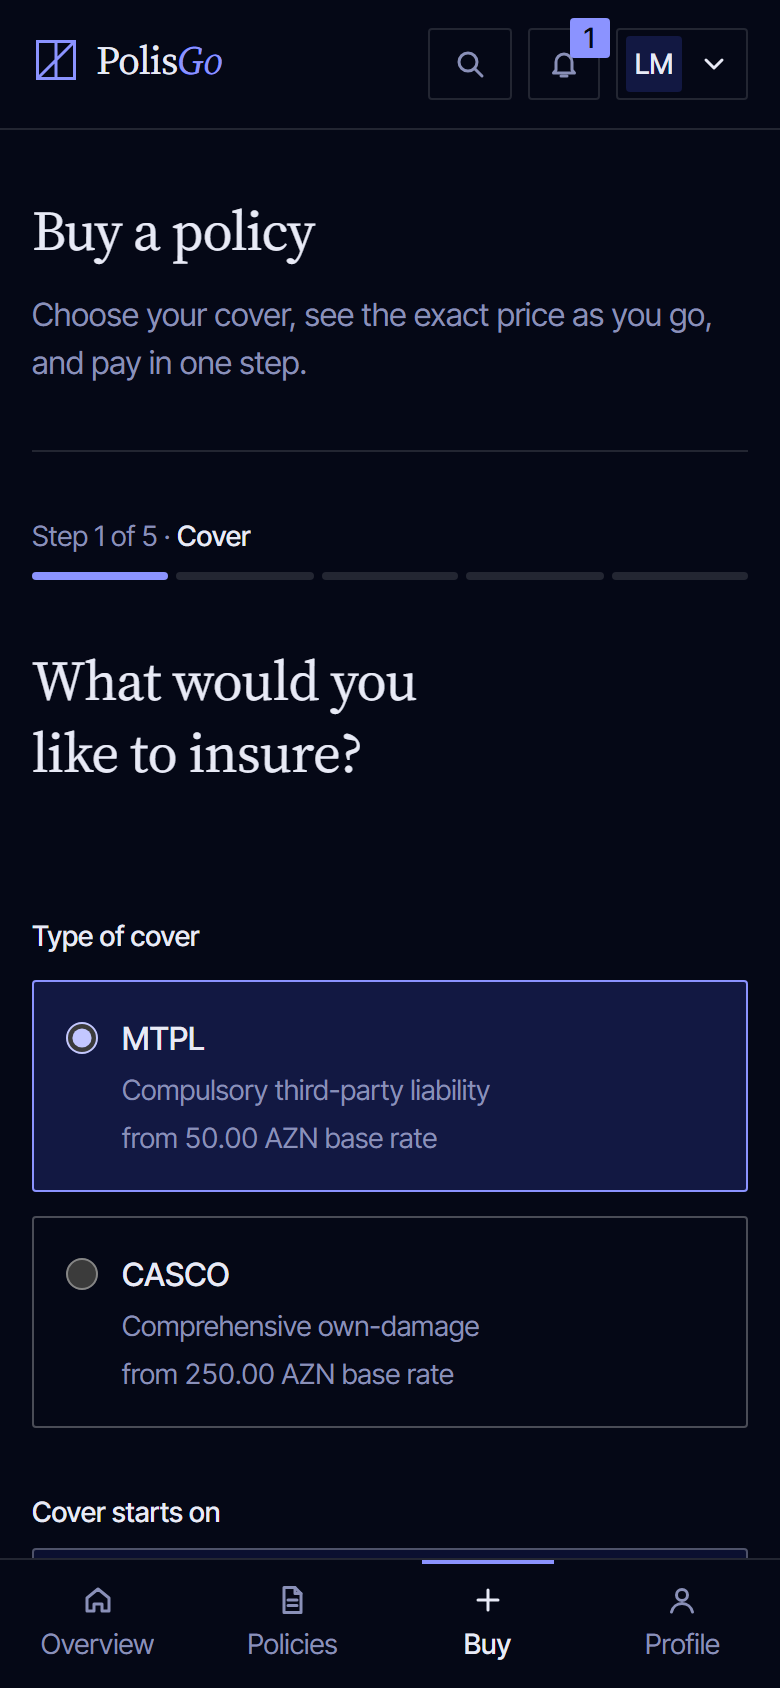 PolisGo
1
LM
Buy a policy
Choose your cover, see the exact price as you go,
and pay in one step.
Step 1 of 5 · Cover
What would you
like to insure?
Type of cover
MTPL
Compulsory third-party liability
from 50.00 AZN base rate
CASCO
Comprehensive own-damage
from 250.00 AZN base rate
Cover starts on
Overview
Policies
Buy
Profile